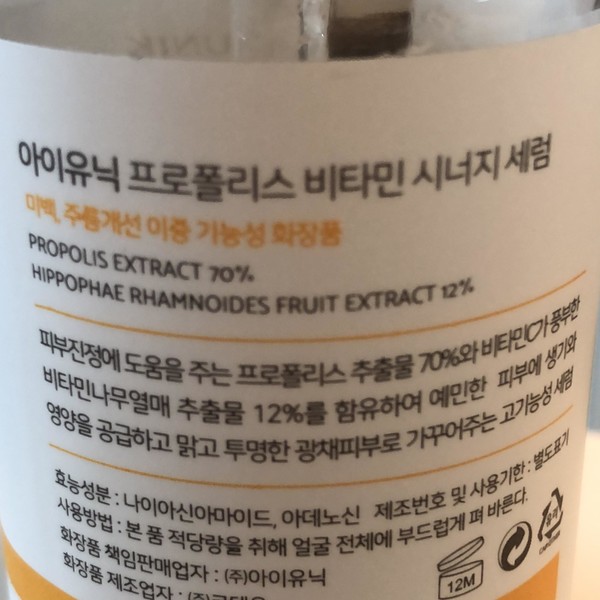 아이유닉 프로폴리스 비타민 시너지 세럼
미백, 주름개선 이중 기능성 화장품
PROPOLIS EXTRACT 70%
HIPPOPHAE RHAMNOIDES FRUIT EXTRACT 12%
피부진정에 도움을 주는 프로폴리스 추출물 70%와 비타민C가 풍부한
비타민나무열매 추출물 12%를 함유하여 예민한 피부에 생기와
영양을 공급하고 맑고 투명한 광채피부로 가꾸어주는 고기능성 세럼
효능성분 : 나이아신아마이드, 아데노신 제조번호 및 사용기한 : 별도표기
사용방법 : 본 품 적당량을 취해 얼굴 전체에 부드럽게 펴 바른다.
화장품 책임판매업자 : (주)아이유닉
화장품 제조업자 : (주)
12M